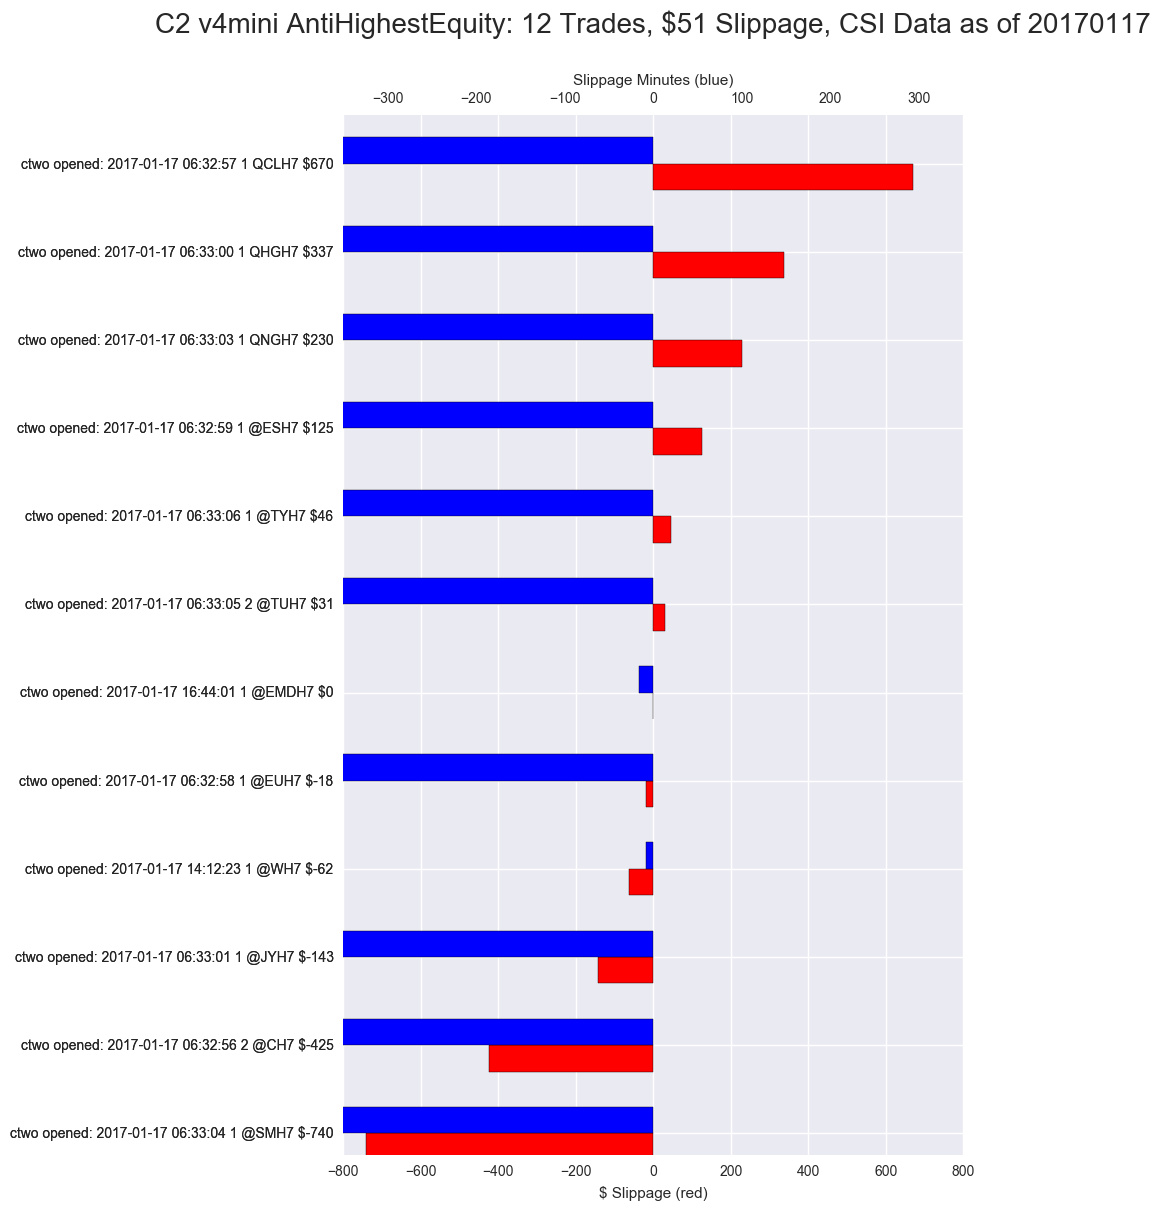 C2 v4mini AntiHighestEquity: 12 Trades, $51 Slippage, CSI Data as of 20170117
Slippage Minutes (blue)
−300 −200 −100 0 100 200 300
ctwo opened: 2017-01-17 06:32:57 1 QCLH7 $670
ctwo opened: 2017-01-17 06:33:00 1 QHGH7 $337
ctwo opened: 2017-01-17 06:33:03 1 QNGH7 $230
ctwo opened: 2017-01-17 06:32:59 1 @ESH7 $125
ctwo opened: 2017-01-17 06:33:06 1 @TYH7 $46
ctwo opened: 2017-01-17 06:33:05 2 @TUH7 $31
ctwo opened: 2017-01-17 16:44:01 1 @EMDH7 $0
ctwo opened: 2017-01-17 06:32:58 1 @EUH7 $-18
ctwo opened: 2017-01-17 14:12:23 1 @WH7 $-62
ctwo opened: 2017-01-17 06:33:01 1 @JYH7 $-143
ctwo opened: 2017-01-17 06:32:56 2 @CH7 $-425
ctwo opened: 2017-01-17 06:33:04 1 @SMH7 $-740
−800 −600 −400 −200 0 200 400 600 800
$ Slippage (red)